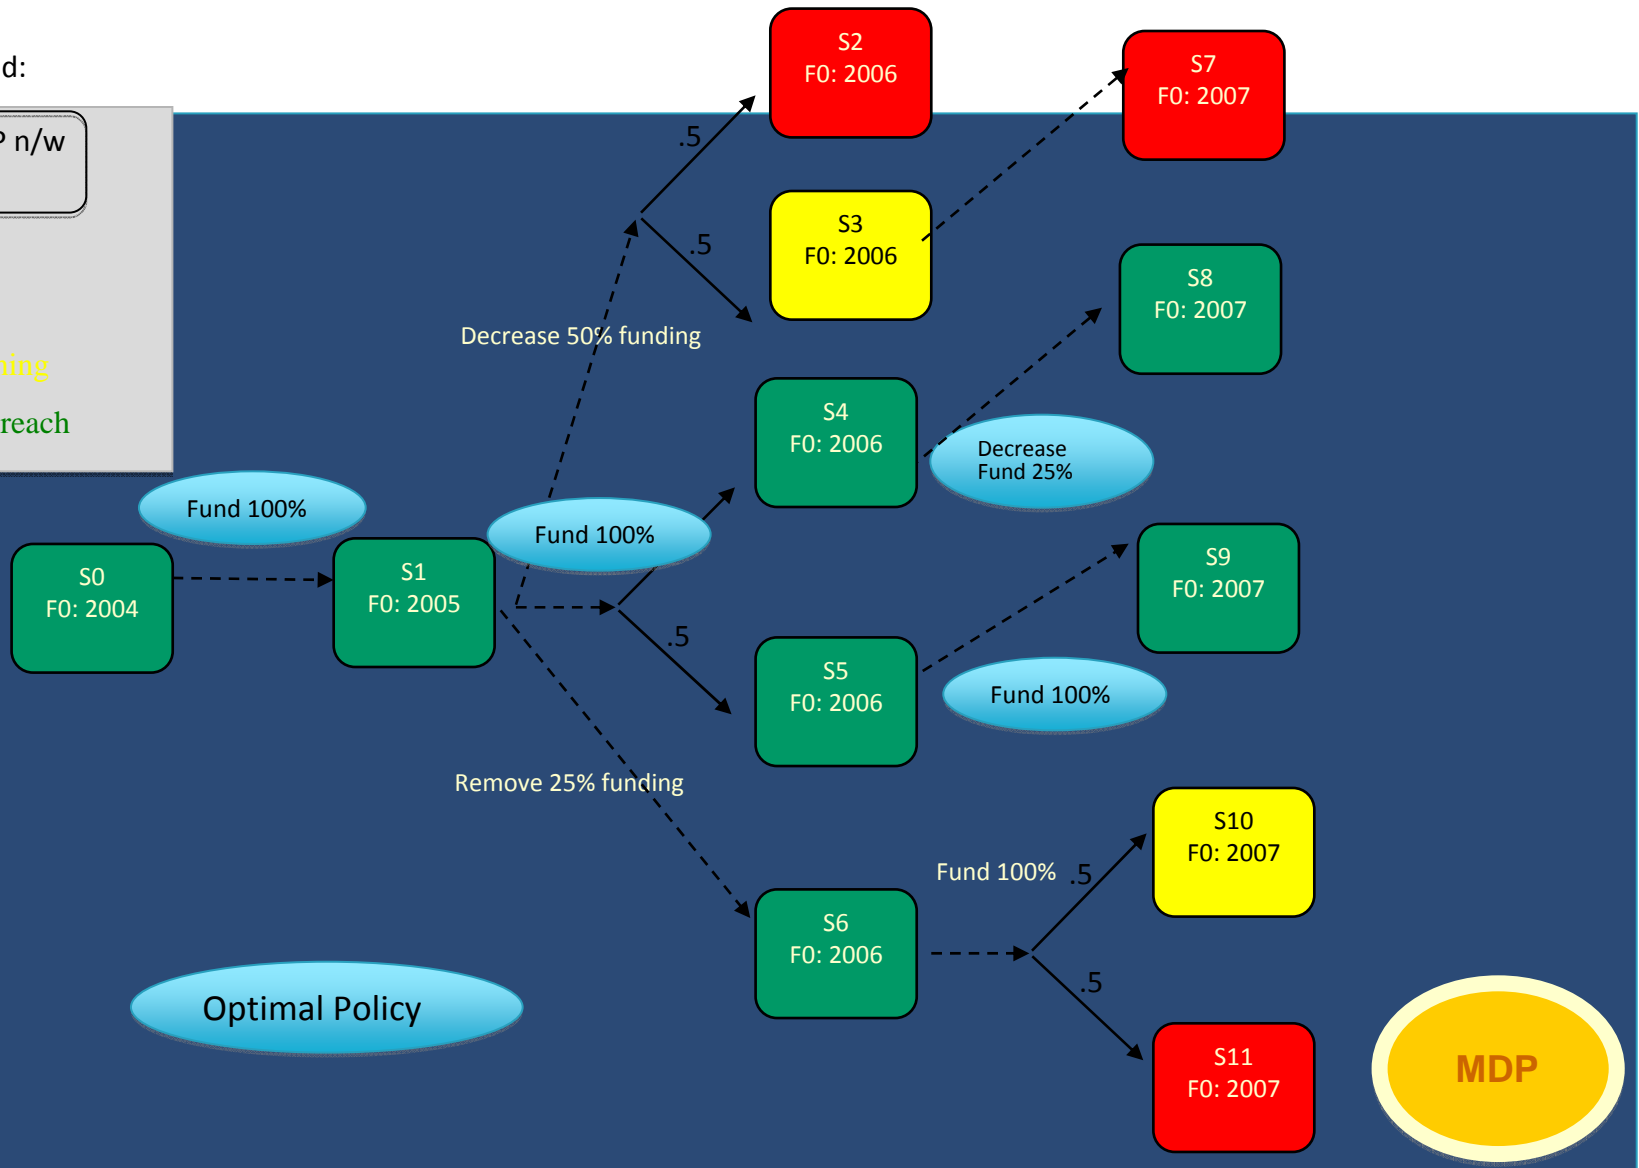 d:
P n/w
ning
reach
S2
F0: 2006
S7
F0: 2007
.5
S3
F0: 2006
.5
S8
F0: 2007
Decrease 50% funding
S4
F0: 2006
Decrease
Fund 25%
Fund 100%
Fund 100%
S0
F0: 2004
S1
F0: 2005
S9
F0: 2007
.5
S5
F0: 2006
Fund 100%
Remove 25% funding
S10
F0: 2007
Fund 100%
.5
S6
F0: 2006
.5
Optimal Policy
S11
F0: 2007
MDP